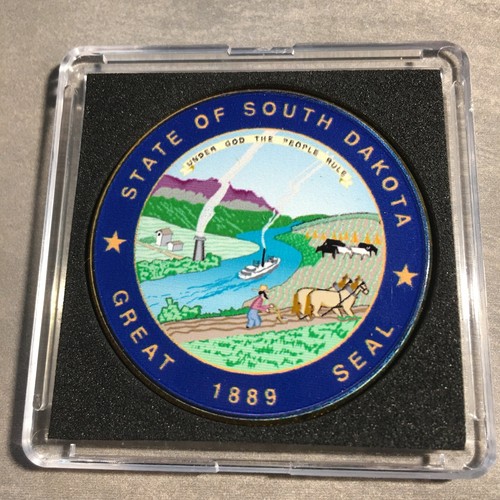 STATE OF SOUTH DAKOTA
UNDER GOD THE PEOPLE RULE
GREAT 1889 SEAL